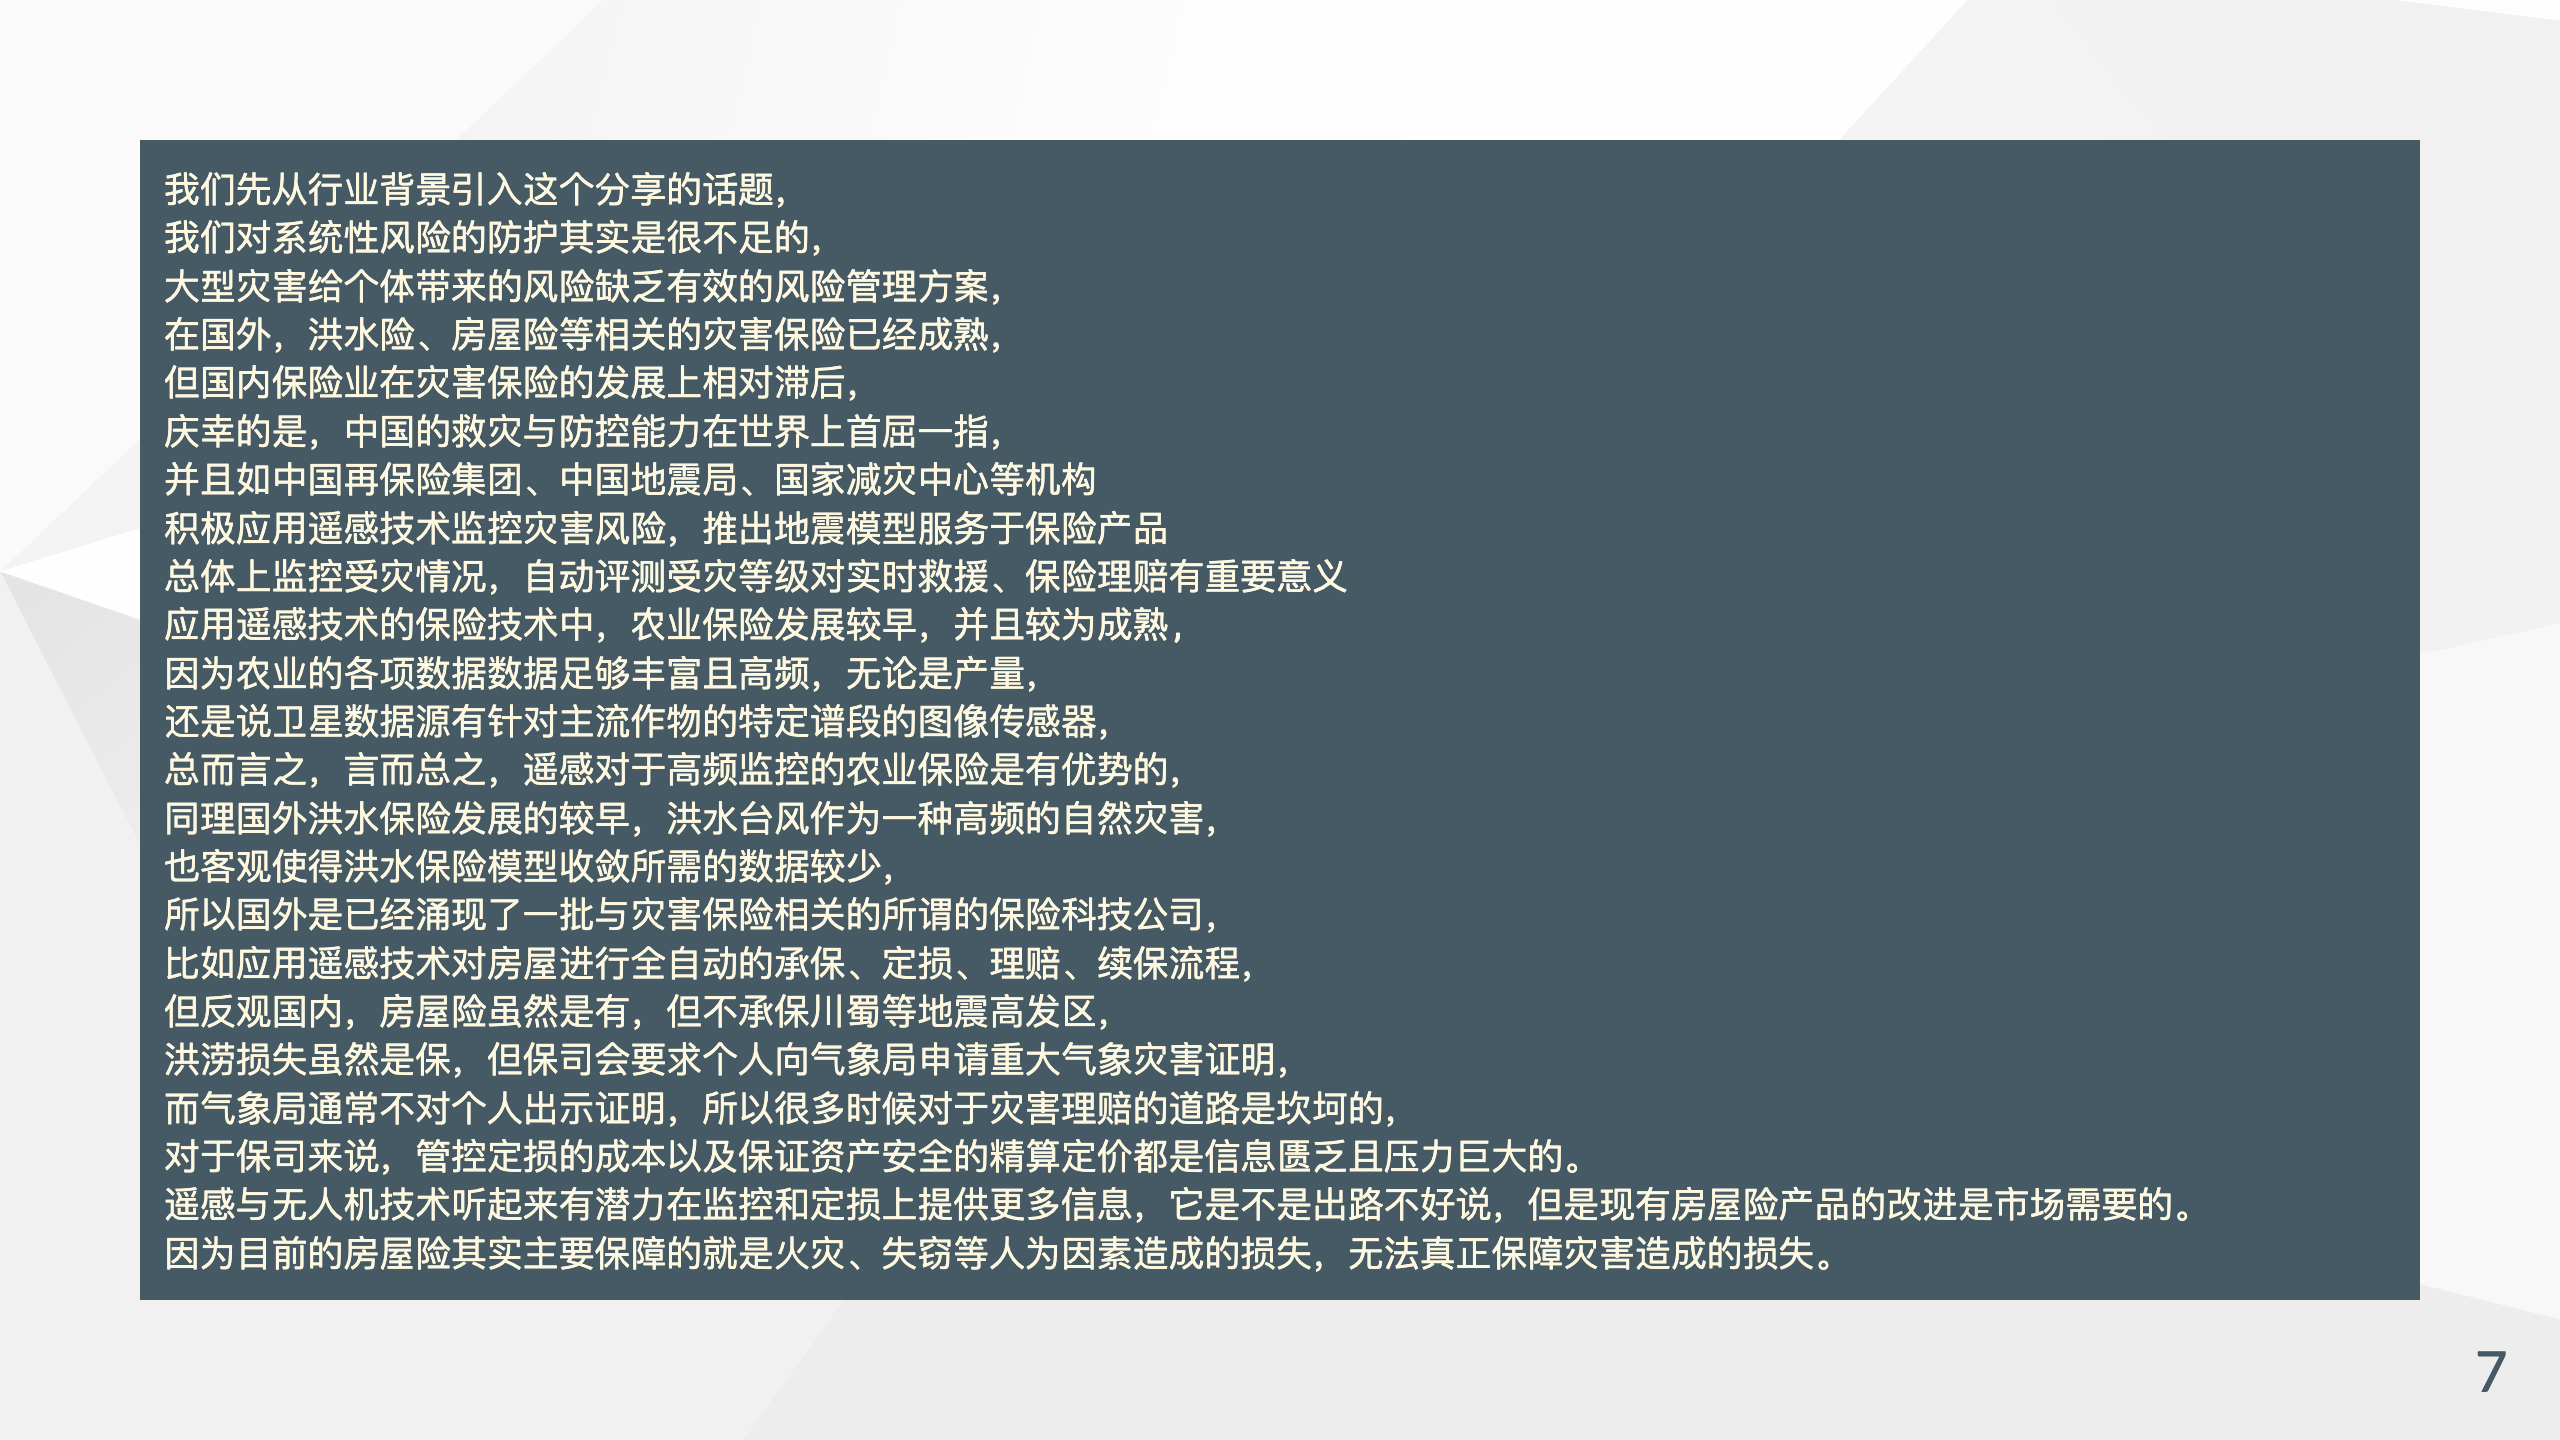 我们先从行业背景引入这个分享的话题，
我们对系统性风险的防护其实是很不足的，
大型灾害给个体带来的风险缺乏有效的风险管理方案，
在国外，洪水险、房屋险等相关的灾害保险已经成熟，
但国内保险业在灾害保险的发展上相对滞后，
庆幸的是，中国的救灾与防控能力在世界上首屈一指，
并且如中国再保险集团、中国地震局、国家减灾中心等机构
积极应用遥感技术监控灾害风险，推出地震模型服务于保险产品
总体上监控受灾情况，自动评测受灾等级对实时救援、保险理赔有重要意义
应用遥感技术的保险技术中，农业保险发展较早，并且较为成熟，
因为农业的各项数据数据足够丰富且高频，无论是产量，
还是说卫星数据源有针对主流作物的特定谱段的图像传感器，
总而言之，言而总之，遥感对于高频监控的农业保险是有优势的，
同理国外洪水保险发展的较早，洪水台风作为一种高频的自然灾害，
也客观使得洪水保险模型收敛所需的数据较少，
所以国外是已经涌现了一批与灾害保险相关的所谓的保险科技公司，
比如应用遥感技术对房屋进行全自动的承保、定损、理赔、续保流程，
但反观国内，房屋险虽然是有，但不承保川蜀等地震高发区，
洪涝损失虽然是保，但保司会要求个人向气象局申请重大气象灾害证明，
而气象局通常不对个人出示证明，所以很多时候对于灾害理赔的道路是坎坷的，
对于保司来说，管控定损的成本以及保证资产安全的精算定价都是信息匮乏且压力巨大的。
遥感与无人机技术听起来有潜力在监控和定损上提供更多信息，它是不是出路不好说，但是现有房屋险产品的改进是市场需要的。
因为目前的房屋险其实主要保障的就是火灾、失窃等人为因素造成的损失，无法真正保障灾害造成的损失。
7